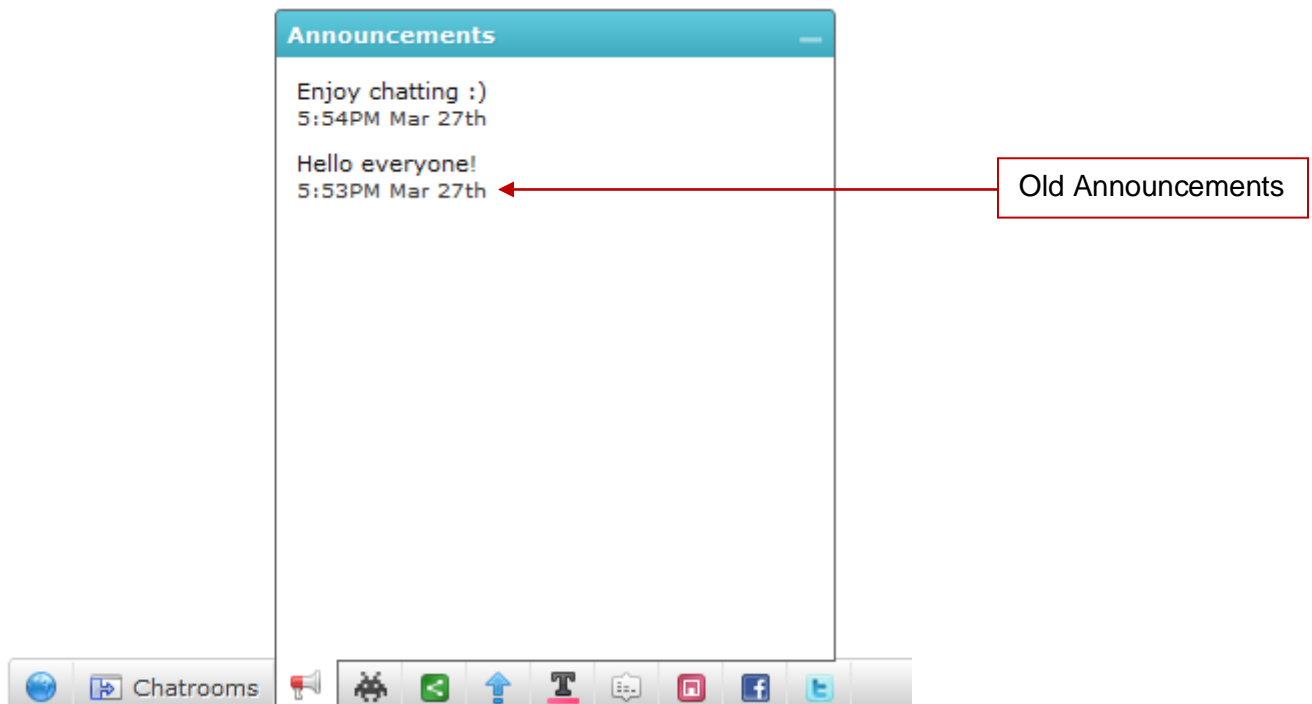 Announcements
Enjoy chatting :)
5:54PM Mar 27th
Hello everyone!
5:53PM Mar 27th
Old Announcements
Chatrooms